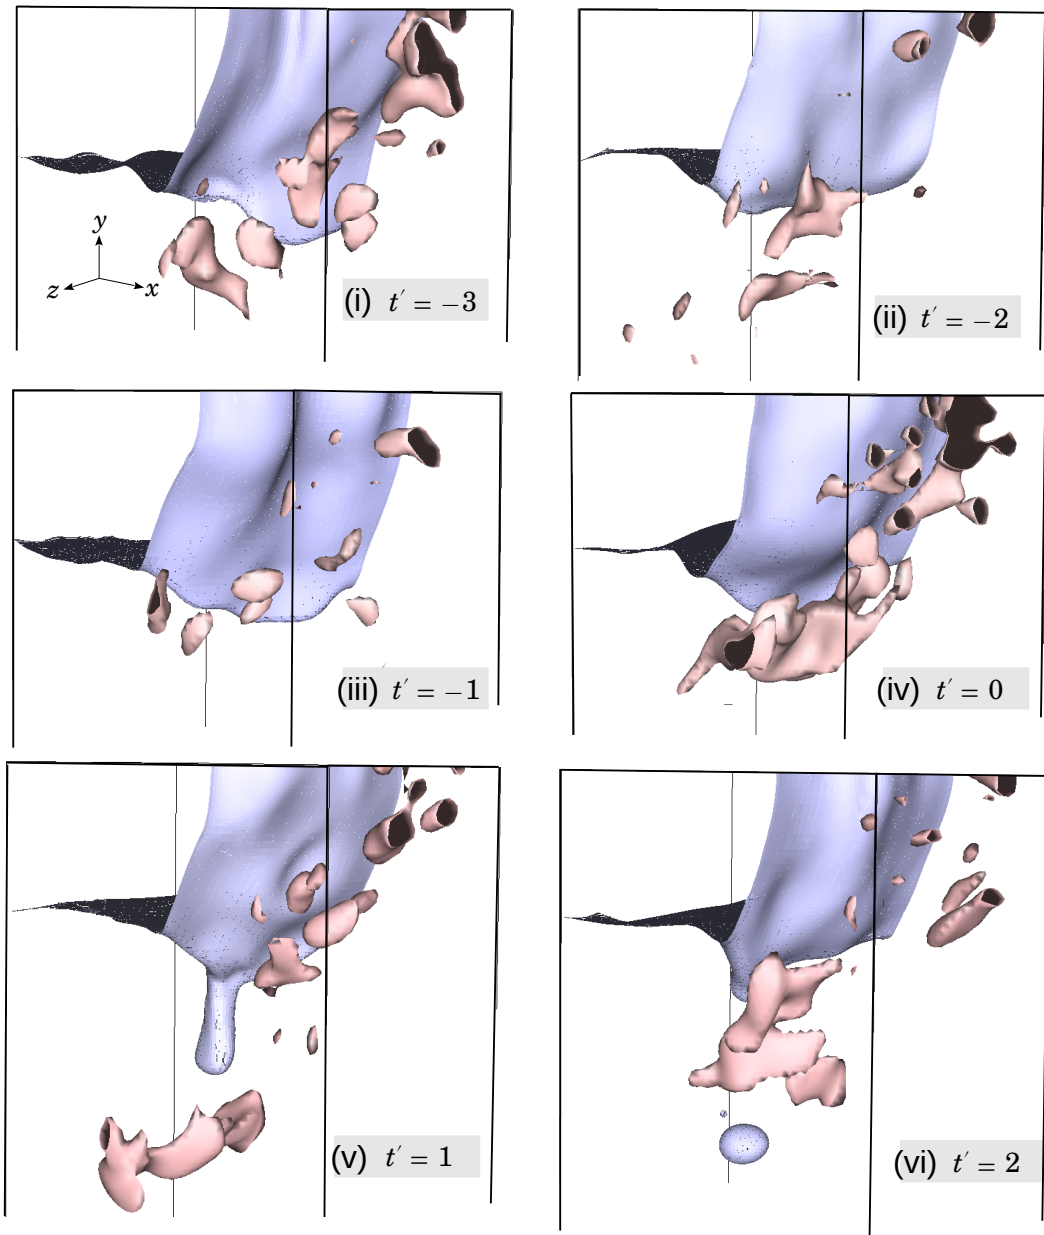 y
z x
(i) t′ = −3
(ii) t′ = −2
(iii) t′ = −1
(iv) t′ = 0
(v) t′ = 1
(vi) t′ = 2